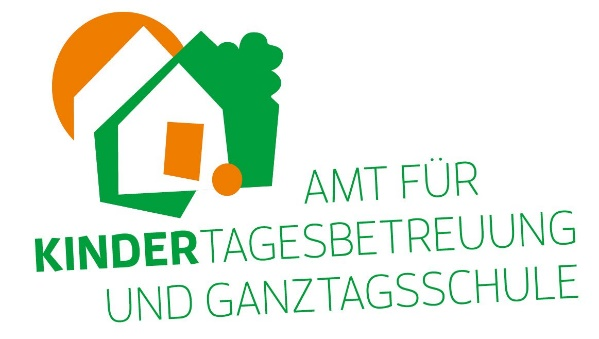 AMT FÜR
KINDERTAGESBETREUUNG
UND GANZTAGSSCHULE